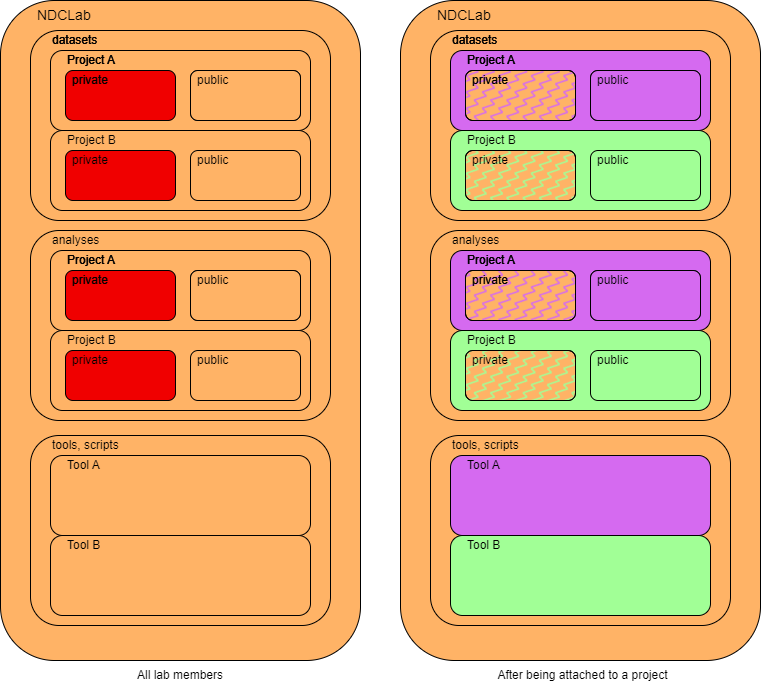 NDCLab
datasets
Project A
private
public
Project B
private
public
analyses
Project A
private
public
Project B
private
public
tools, scripts
Tool A
Tool B
All lab members
NDCLab
datasets
Project A
private
public
Project B
private
public
analyses
Project A
private
public
Project B
private
public
tools, scripts
Tool A
Tool B
After being attached to a project